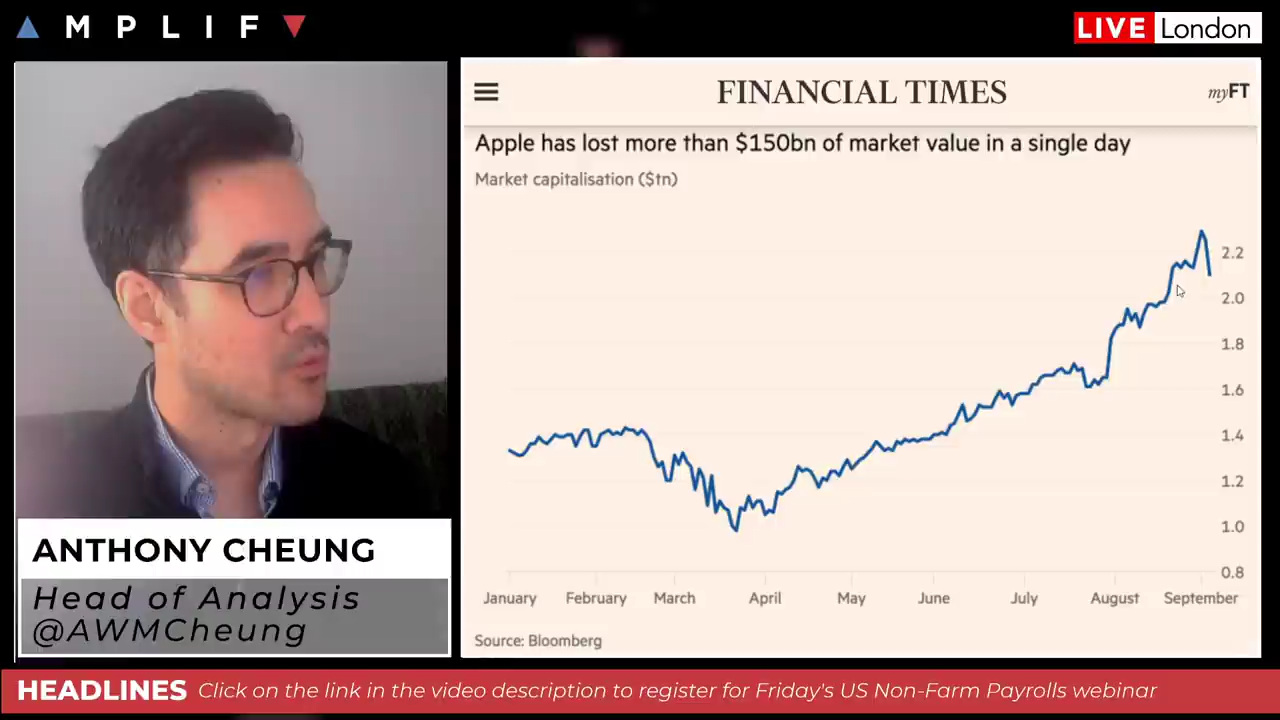 AMPLIFY
LIVE London
FINANCIAL TIMES
myFT
Apple has lost more than $150bn of market value in a single day
Market capitalisation ($tn)
2.2
2.0
1.8
1.6
1.4
1.2
1.0
0.8
January February March April May June July August September
Source: Bloomberg
ANTHONY CHEUNG
Head of Analysis
@AWMCheung
HEADLINES Click on the link in the video description to register for Friday's US Non-Farm Payrolls webinar